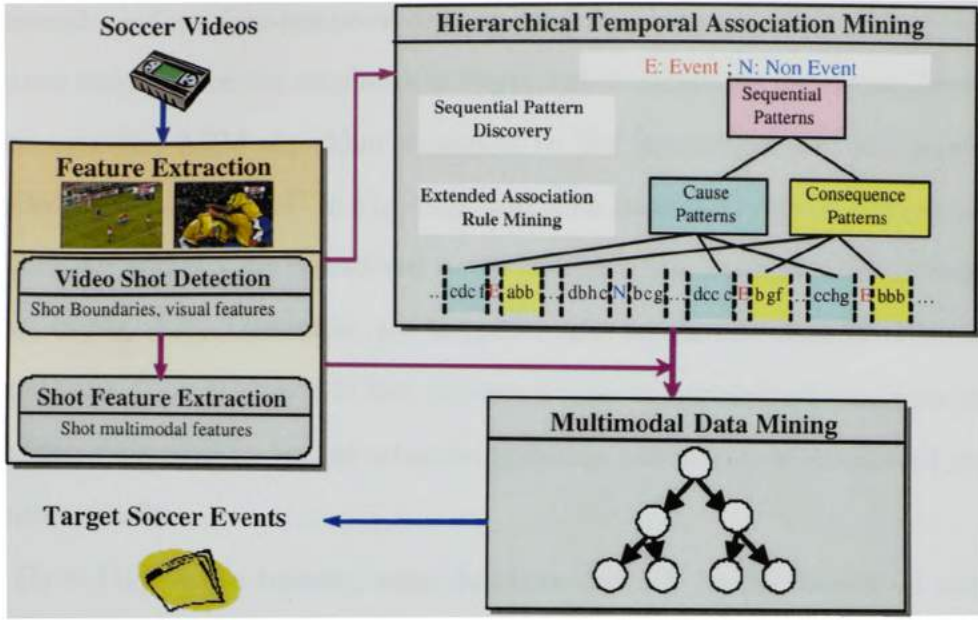 Soccer Videos
Feature Extraction
Video Shot Detection
Shot Boundaries, visual features
Shot Feature Extraction
Shot multimodal features
Target Soccer Events
Hierarchical Temporal Association Mining
E: Event ; N: Non Event
Sequential Pattern
Discovery
Sequential
Patterns
Extended Association
Rule Mining
Cause
Patterns
Consequence
Patterns
... cdc f E abb ... dbh c N b c g ... dcc c E b gf ... cchg E bbb ...
Multimodal Data Mining